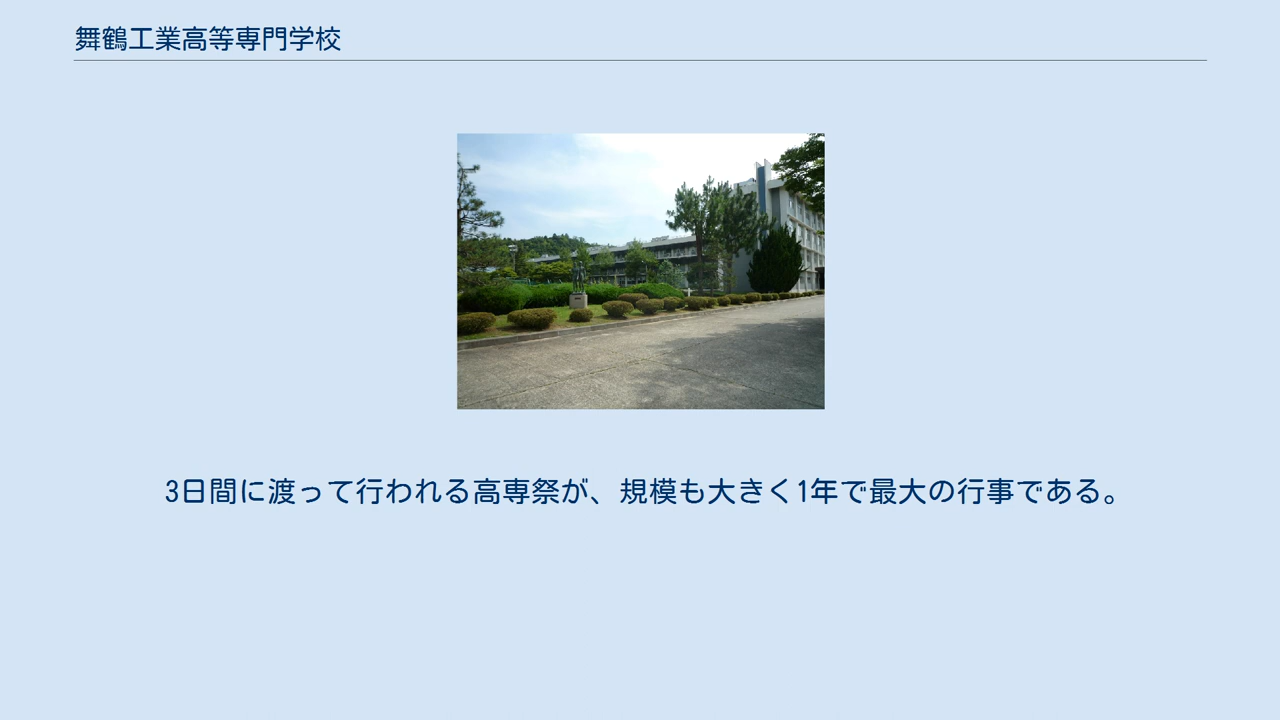 舞鶴工業高等専門学校
3日間に渡って行われる高専祭が、規模も大きく1年で最大の行事である。